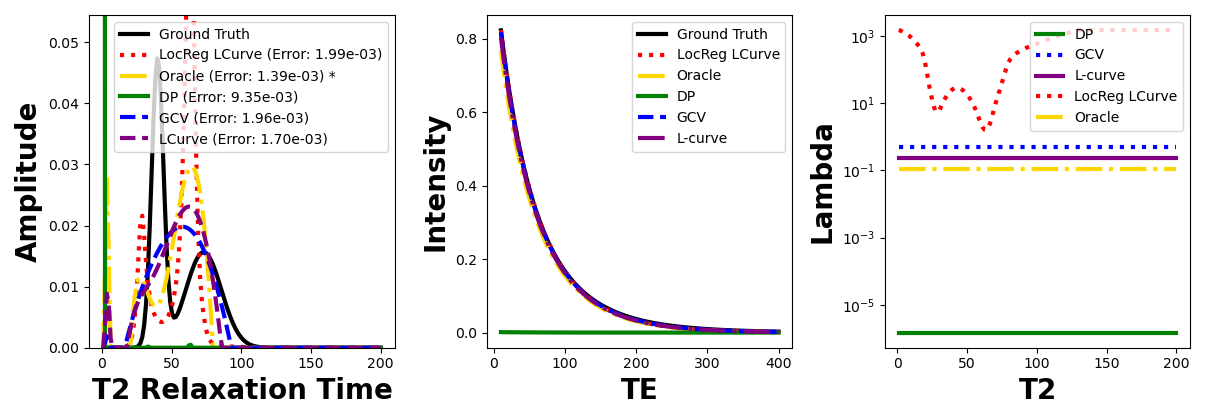 Amplitude
0.05
0.04
0.03
0.02
0.01
0.00
Ground Truth
LocReg LCurve (Error: 1.99e-03)
Oracle (Error: 1.39e-03) *
DP (Error: 9.35e-03)
GCV (Error: 1.96e-03)
LCurve (Error: 1.70e-03)
0 50 100 150 200
T2 Relaxation Time
Intensity
0.8
0.6
0.4
0.2
0.0
Ground Truth
LocReg LCurve
Oracle
DP
GCV
L-curve
0 100 200 300 400
TE
Lambda
10³
10¹
10⁻¹
10⁻³
10⁻⁵
DP
GCV
L-curve
LocReg LCurve
Oracle
0 50 100 150 200
T2